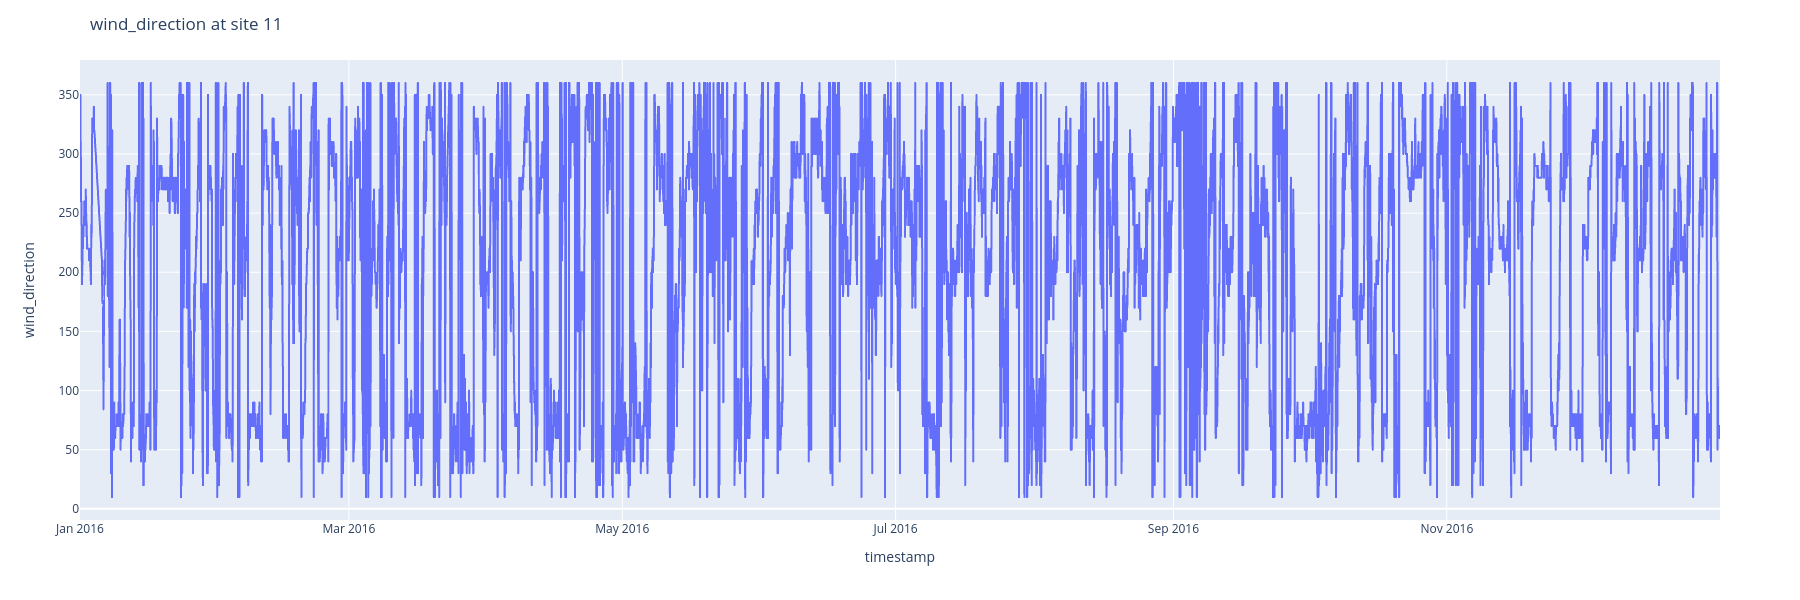 wind_direction at site 11
350
300
250
200
150
100
50
0
wind_direction
Jan 2016
Mar 2016
May 2016
Jul 2016
Sep 2016
Nov 2016
timestamp